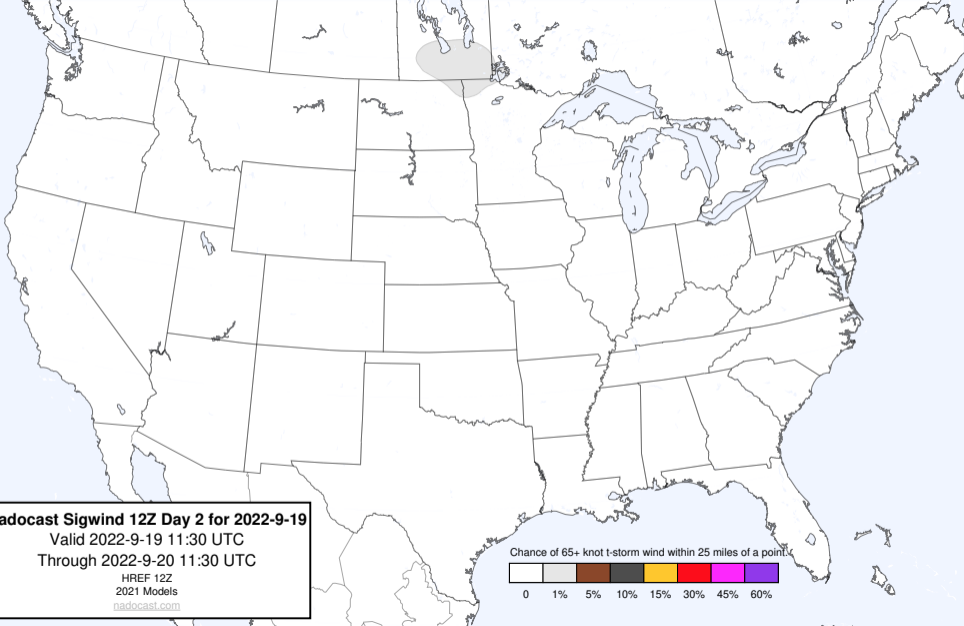 adocast Sigwind 12Z Day 2 for 2022-9-19
Valid 2022-9-19 11:30 UTC
Through 2022-9-20 11:30 UTC
HREF 12Z
2021 Models
nadocast.com
Chance of 65+ knot t-storm wind within 25 miles of a point.
0 1% 5% 10% 15% 30% 45% 60%